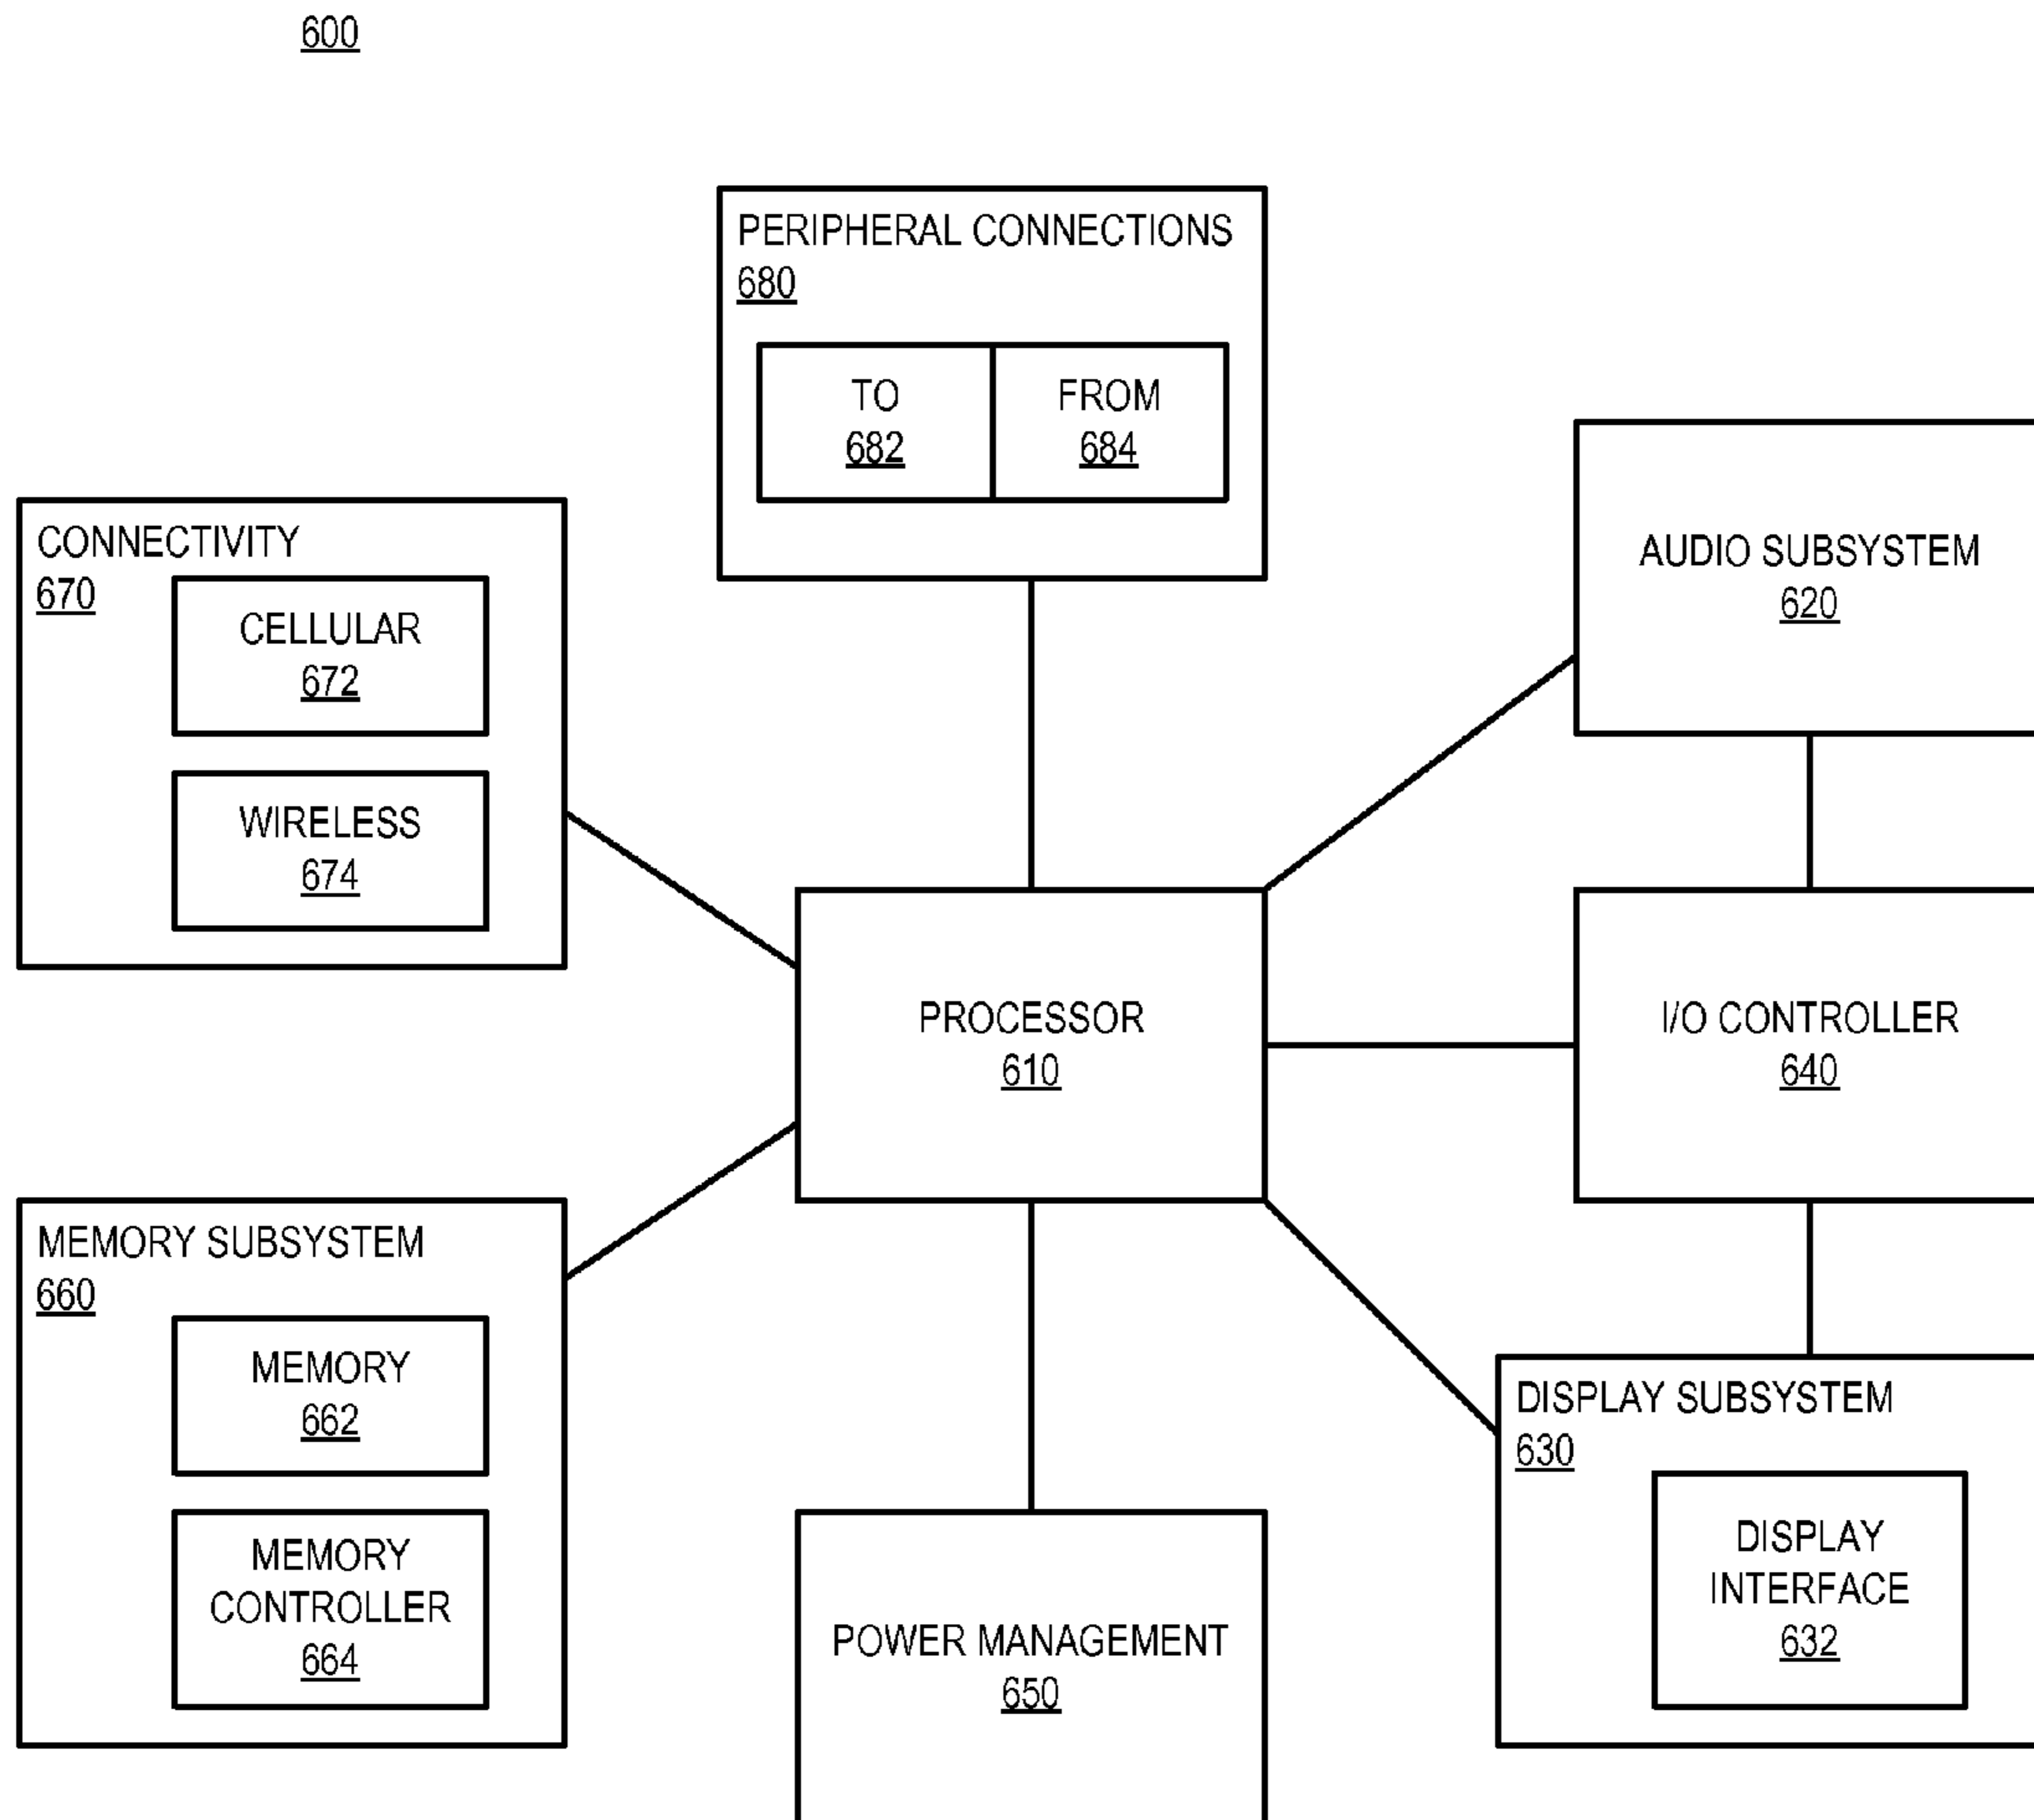 600
PERIPHERAL CONNECTIONS
680
TO
682
FROM
684
CONNECTIVITY
670
CELLULAR
672
WIRELESS
674
AUDIO SUBSYSTEM
620
PROCESSOR
610
I/O CONTROLLER
640
MEMORY SUBSYSTEM
660
MEMORY
662
MEMORY
CONTROLLER
664
POWER MANAGEMENT
650
DISPLAY SUBSYSTEM
630
DISPLAY
INTERFACE
632